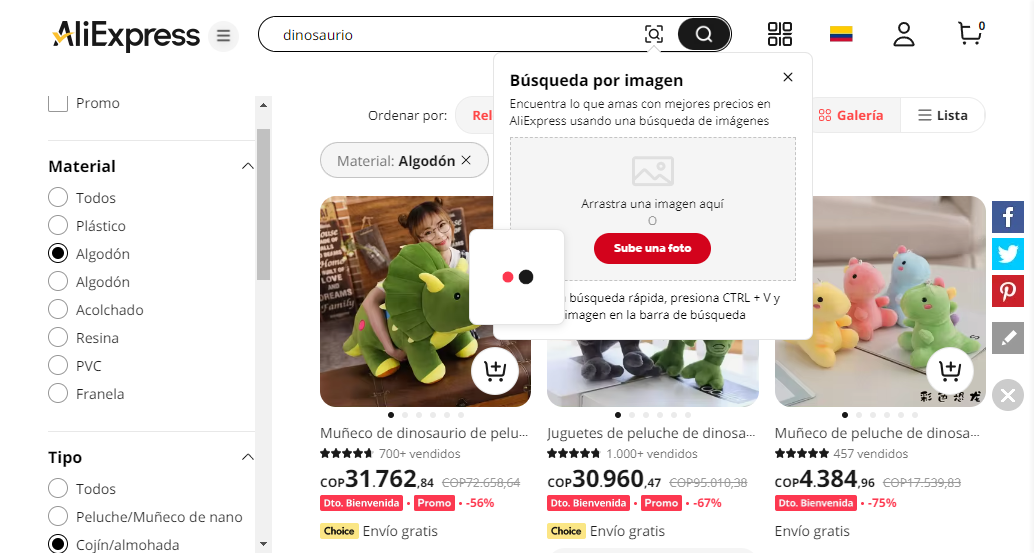 AliExpress
dinosaurio
0
Búsqueda por imagen
Encuentra lo que amas con mejores precios en
AliExpress usando una búsqueda de imágenes
Arrastra una imagen aquí
O
Sube una foto
búsqueda rápida, presiona CTRL + V y
imagen en la barra de búsqueda
Promo
Material
Todos
Plástico
Algodón
Algodón
Acolchado
Resina
PVC
Franela
Tipo
Todos
Peluche/Muñeco de nano
Cojín/almohada
Ordenar por:
Galería
Lista
Material: Algodón
彩色恐龙
Muñeco de dinosaurio de pelu...
700+ vendidos
COP31.762,84 COP72.658,64
Dto. Bienvenida • Promo • -56%
Choice Envío gratis
Juguetes de peluche de dinosa...
1.000+ vendidos
COP30.960,47 COP95.010,38
Dto. Bienvenida • Promo • -67%
Choice Envío gratis
Muñeco de peluche de dinosa...
457 vendidos
COP4.384,96 COP17.539,83
Dto. Bienvenida • -75%
Envío gratis